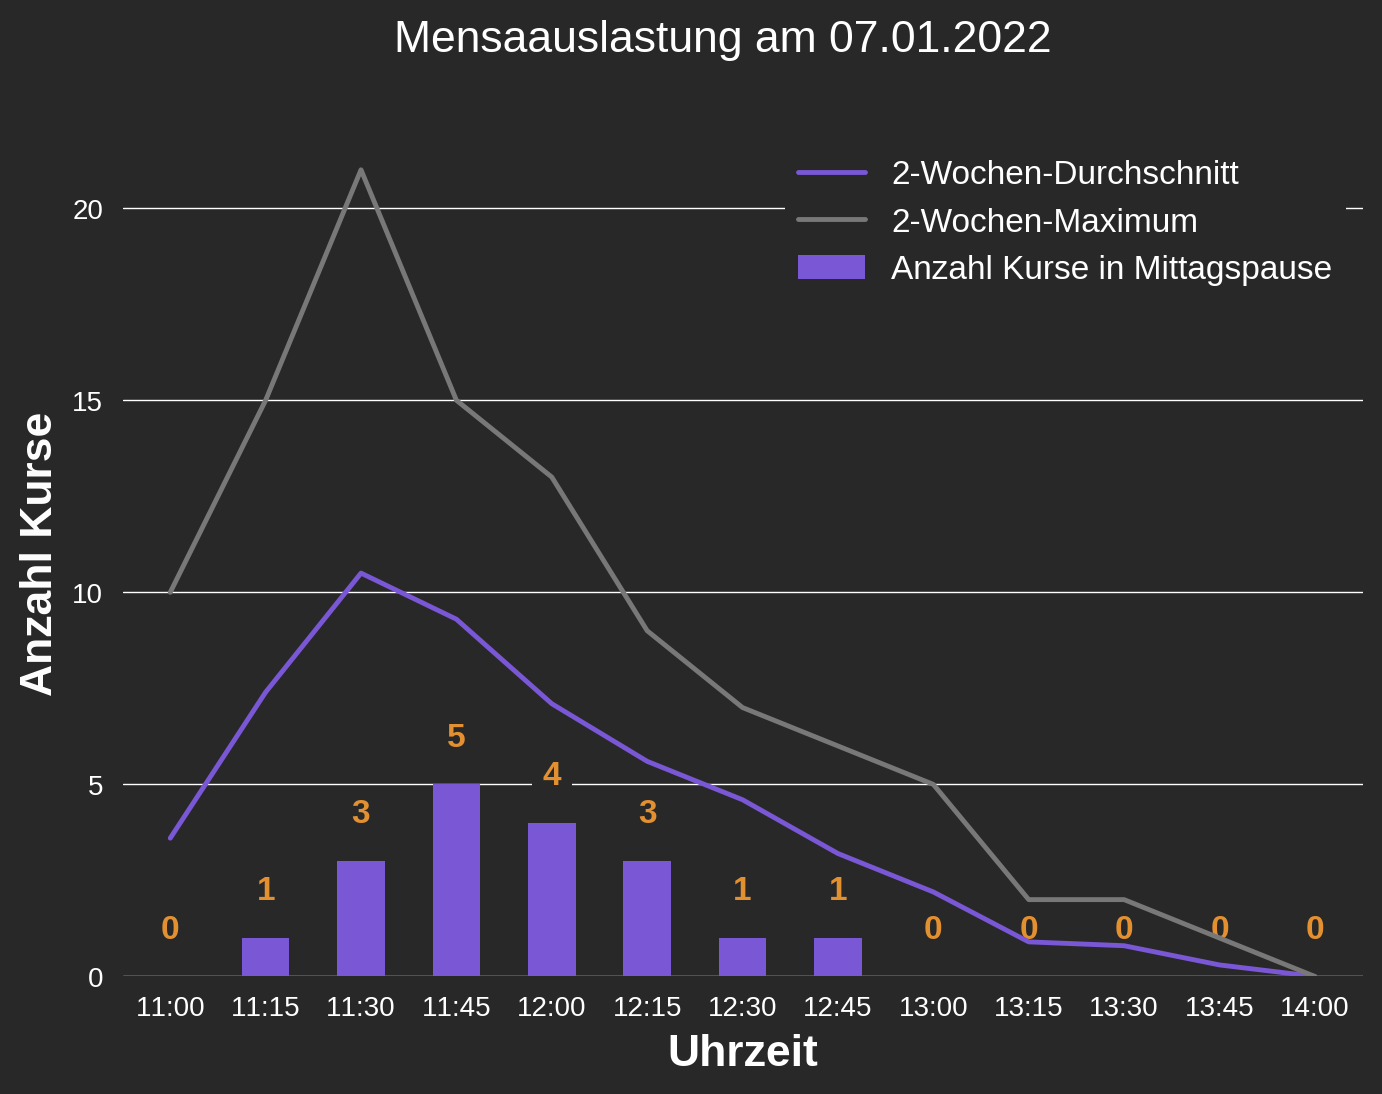 Mensaauslastung am 07.01.2022
2-Wochen-Durchschnitt
2-Wochen-Maximum
Anzahl Kurse in Mittagspause
Anzahl Kurse
20
15
10
5
0
0
1
3
5
4
3
1
1
0
0
0
0
0
11:00 11:15 11:30 11:45 12:00 12:15 12:30 12:45 13:00 13:15 13:30 13:45 14:00
Uhrzeit